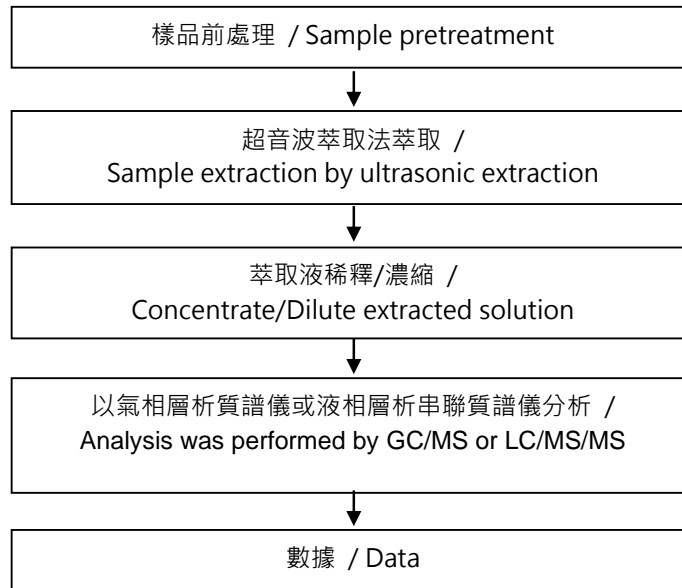 樣品前處理 / Sample pretreatment
超音波萃取法萃取 /
Sample extraction by ultrasonic extraction
萃取液稀釋/濃縮 /
Concentrate/Dilute extracted solution
以氣相層析質譜儀或液相層析串聯質譜儀分析 /
Analysis was performed by GC/MS or LC/MS/MS
數據 / Data